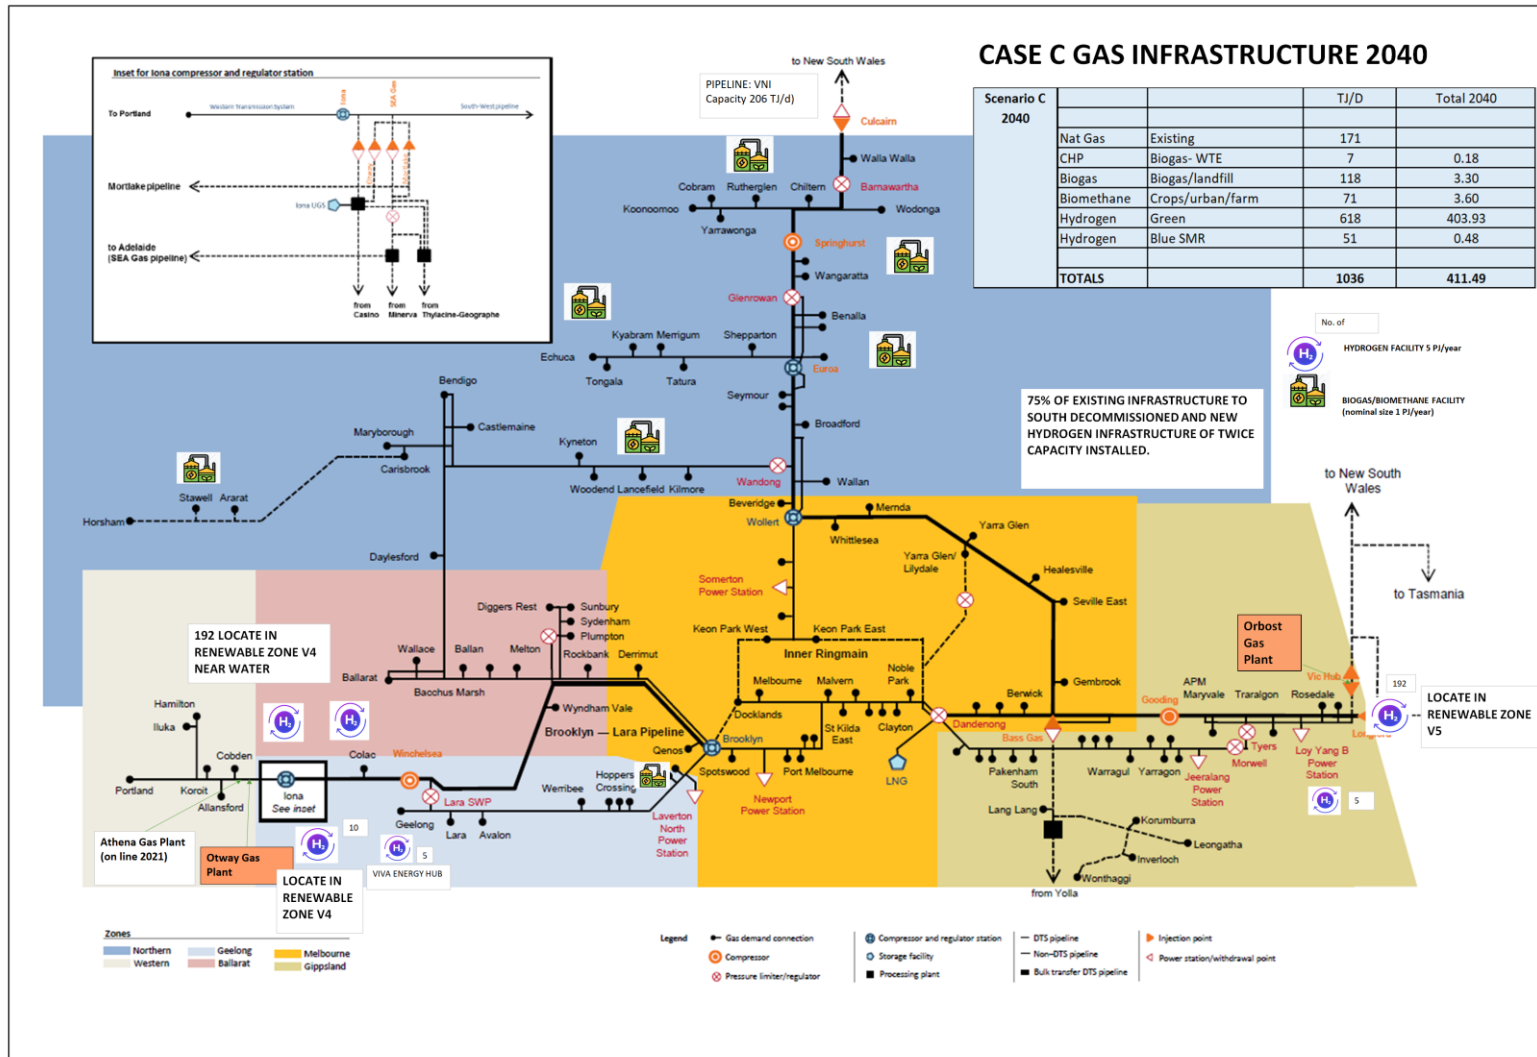 CASE C GAS INFRASTRUCTURE 2040
Inset for Iona compressor and regulator station
To Portland
Western Transmission System
Iona
SEA Gas
South-West pipeline
Mortlake pipeline
Iona UGS
to Adelaide
(SEA Gas pipeline)
from
Casino
from
Minerva
from
Thylacine-Geographe
PIPELINE: VNI
Capacity 206 TJ/d)
to New South Wales
Culcairn
Scenario C
2040
TJ/D Total 2040
Nat Gas Existing 171
CHP Biogas- WTE 7 0.18
Biogas Biogas/landfill 118 3.30
Biomethane Crops/urban/farm 71 3.60
Hydrogen Green 618 403.93
Hydrogen Blue SMR 51 0.48
TOTALS 1036 411.49
No. of
H₂
HYDROGEN FACILITY 5 PJ/year
BIOGAS/BIOMETHANE FACILITY
(nominal size 1 PJ/year)
75% OF EXISTING INFRASTRUCTURE TO
SOUTH DECOMMISSIONED AND NEW
HYDROGEN INFRASTRUCTURE OF TWICE
CAPACITY INSTALLED.
Walla Walla
Barnawartha
Cobram
Rutherglen
Chiltern
Koonoomoo
Yarrawonga
Wodonga
Springhurst
Wangaratta
Glenrowan
Benalla
Kyabram Merrigum
Shepparton
Echuca
Tongala
Tatura
Euroa
Seymour
Broadford
Bendigo
Castlemaine
Maryborough
Carisbrook
Kyneton
Woodend Lancefield Kilmore
Wandong
Wallan
Stawell
Ararat
Horsham
Beveridge
Wollert
Mernda
Whittlesea
Yarra Glen
Yarra Glen/
Lilydale
Healesville
Seville East
Daylesford
Somerton
Power Station
to New South
Wales
to Tasmania
Diggers Rest
Sunbury
Sydenham
Plumpton
Keon Park West
Keon Park East
Inner Ringmain
192 LOCATE IN
RENEWABLE ZONE V4
NEAR WATER
Wallace
Ballan
Melton
Rockbank
Derrimut
Ballarat
Bacchus Marsh
Melbourne
Malvern
Noble
Park
Docklands
St Kilda
East
Clayton
Berwick
Gembrook
Dandenong
Bass Gas
Gooding
APM
Maryvale
Traralgon
Rosedale
Orbost
Gas
Plant
Vic Hub
192
H₂
LOCATE IN
RENEWABLE ZONE
V5
Hamilton
Iluka
H₂
H₂
Wyndham Vale
Brooklyn — Lara Pipeline
Brooklyn
Qenos
Cobden
Colac
Winchelsea
Hoppers
Crossing
Spotswood
Port Melbourne
LNG
Pakenham
South
Warragul
Yarragon
Tyers
Morwell
Loy Yang B
Power
Station
Jeeralang
Power
Station
H₂
5
Portland
Koroit
Allansford
Iona
See inset
Lara SWP
Werribee
Geelong
Lara
Avalon
Laverton
North
Power
Station
Newport
Power Station
Lang Lang
Korumburra
Leongatha
Inverloch
Wonthaggi
from Yolla
Athena Gas Plant
(on line 2021)
Otway Gas
Plant
H₂
10
H₂
5
VIVA ENERGY HUB
LOCATE IN
RENEWABLE
ZONE V4
Zones
Northern
Geelong
Melbourne
Western
Ballarat
Gippsland
Legend
Gas demand connection
Compressor
Pressure limiter/regulator
Compressor and regulator station
Storage facility
Processing plant
DTS pipeline
Non–DTS pipeline
Bulk transfer DTS pipeline
Injection point
Power station/withdrawal point